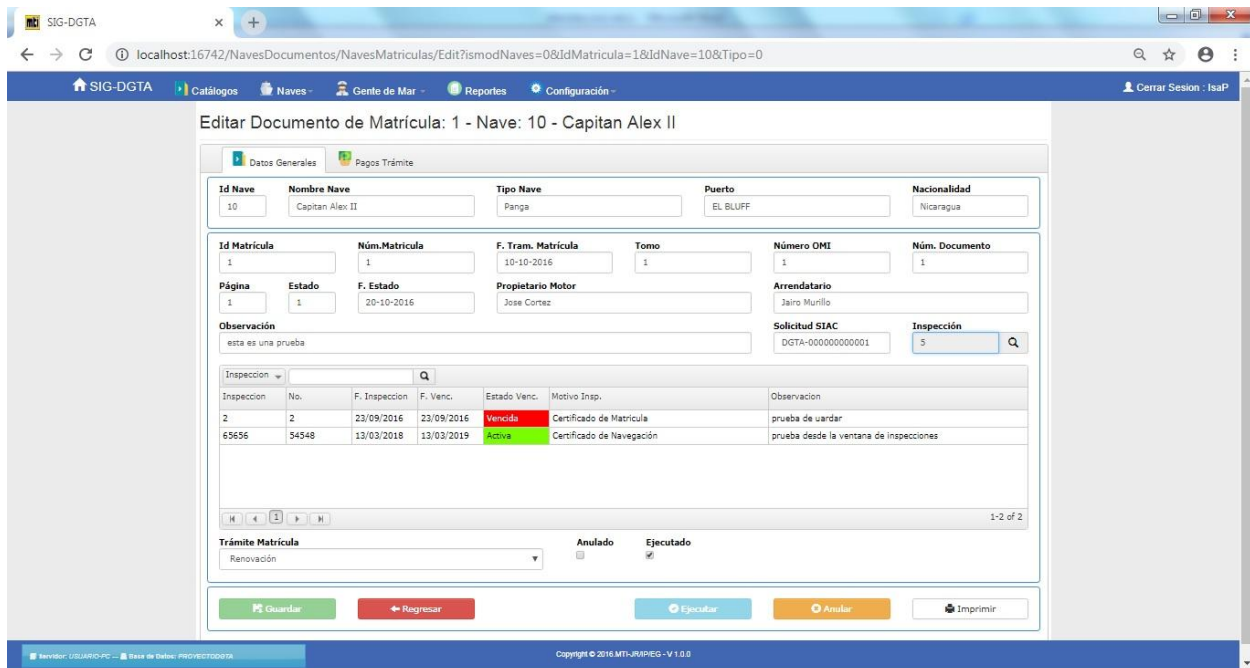 mti SIG-DGTA
localhost:16742/NavesDocumentos/NavesMatriculas/Edit?ismodNaves=0&IdMatricula=1&IdNave=10&Tipo=0
SIG-DGTA Catálogos Naves Gente de Mar Reportes Configuración Cerrar Sesion : IsaP
Editar Documento de Matrícula: 1 - Nave: 10 - Capitan Alex II
Datos Generales Pagos Trámite
Id Nave Nombre Nave Tipo Nave Puerto Nacionalidad
10 Capitan Alex II Panga EL BLUFF Nicaragua
Id Matrícula Núm.Matricula F. Tram. Matrícula Tomo Número OMI Núm. Documento
1 1 10-10-2016 1 1 1
Página Estado F. Estado Propietario Motor Arrendatario
1 1 20-10-2016 Jose Cortez Jairo Murillo
Observación Solicitud SIAC Inspección
esta es una prueba DGTA-000000000001 5
Inspeccion
Inspeccion No. F. Inspeccion F. Venc. Estado Venc. Motivo Insp. Observacion
2 2 23/09/2016 23/09/2016 Vencida Certificado de Matricula prueba de uardar
65656 54548 13/03/2018 13/03/2019 Activa Certificado de Navegación prueba desde la ventana de inspecciones
1 1-2 of 2
Trámite Matrícula Anulado Ejecutado
Renovación
Guardar Regresar Ejecutar Anular Imprimir
Servidor: USUARIO-PC — Base de Datos: PROYECTODGTA Copyright © 2016.MTI-JR/IP/EG - V 1.0.0